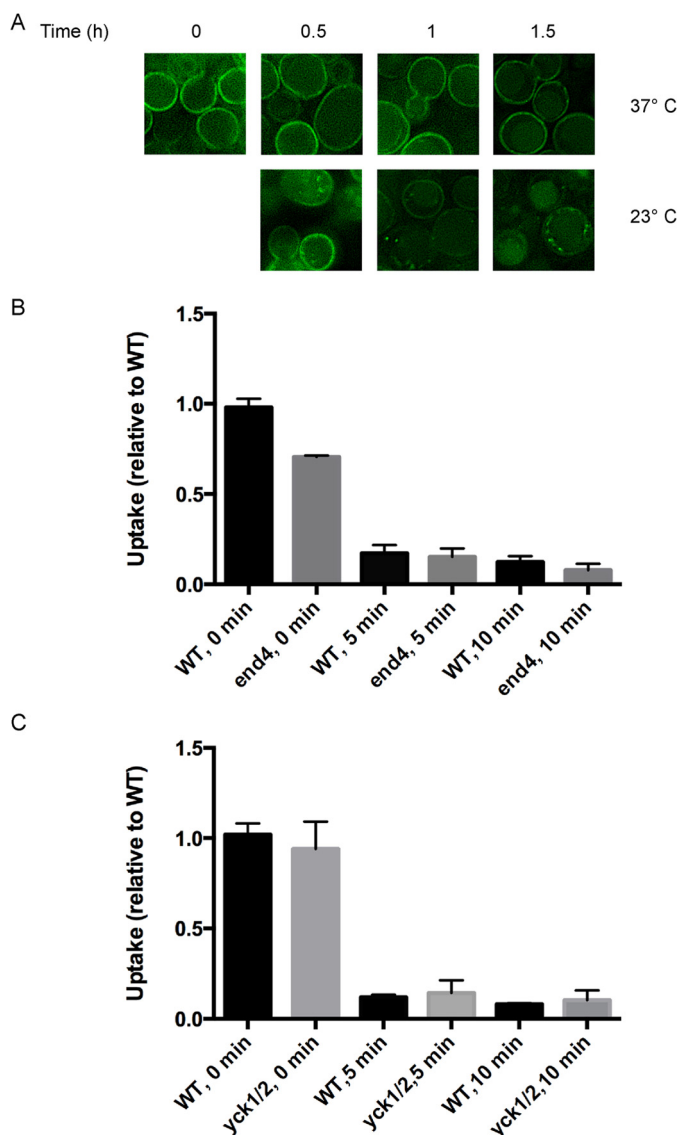 A
Time (h) 0 0.5 1 1.5
37° C
23° C
B
Uptake (relative to WT)
1.5
1.0
0.5
0.0
WT, 0 min
end4, 0 min
WT, 5 min
end4, 5 min
WT, 10 min
end4, 10 min
C
Uptake (relative to WT)
1.5
1.0
0.5
0.0
WT, 0 min
yck1/2, 0 min
WT,5 min
yck1/2,5 min
WT,10 min
yck1/2,10 min